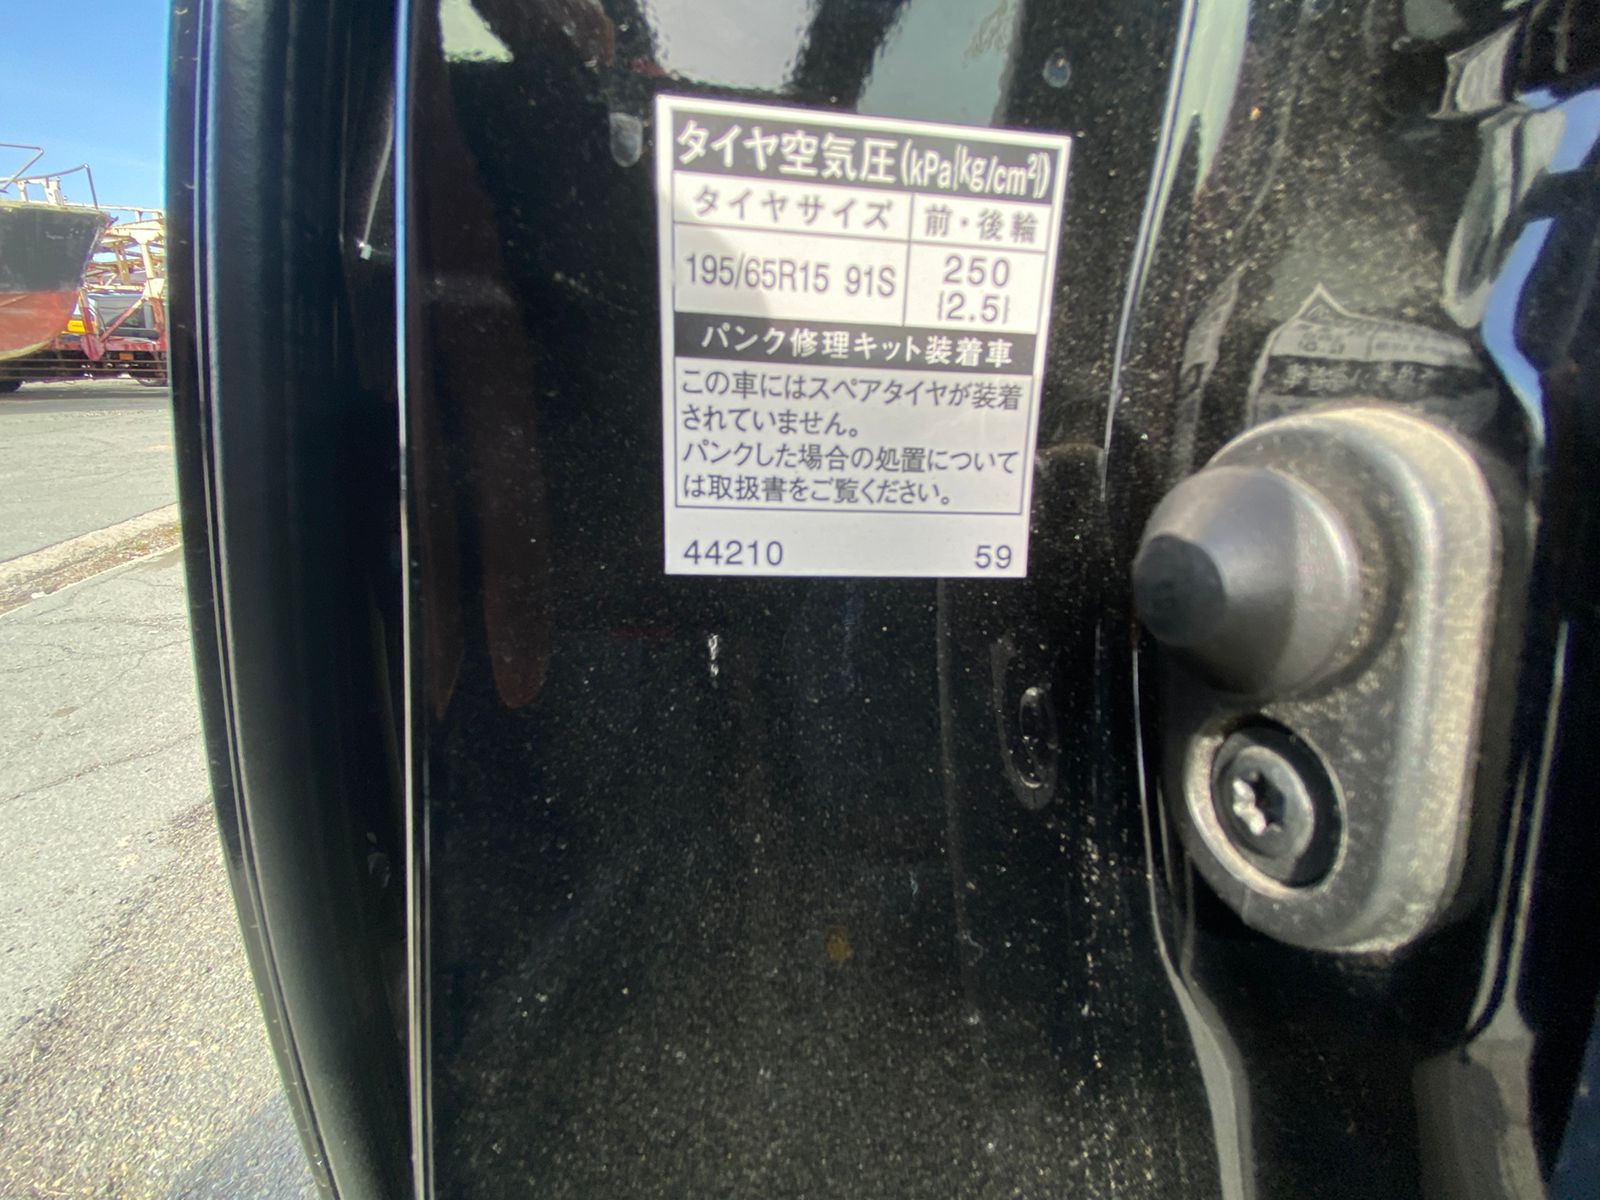 タイヤ空気圧(kPa{kg/cm²})
タイヤサイズ 前・後輪
195/65R15 91S 250
{2.5}
パンク修理キット装着車
この車にはスペアタイヤが装着
されていません。
パンクした場合の処置について
は取扱書をご覧ください。
44210 59